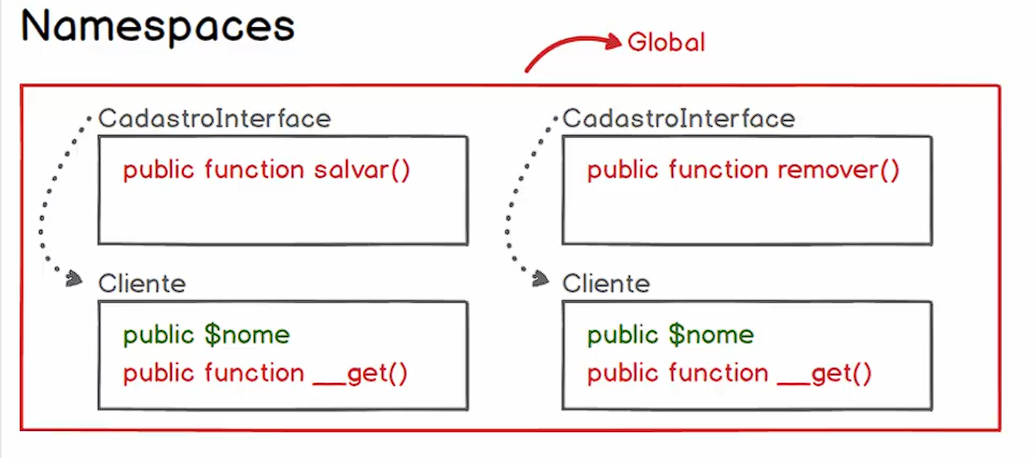 Namespaces
Global
CadastroInterface
public function salvar()
Cliente
public $nome
public function __get()
CadastroInterface
public function remover()
Cliente
public $nome
public function __get()